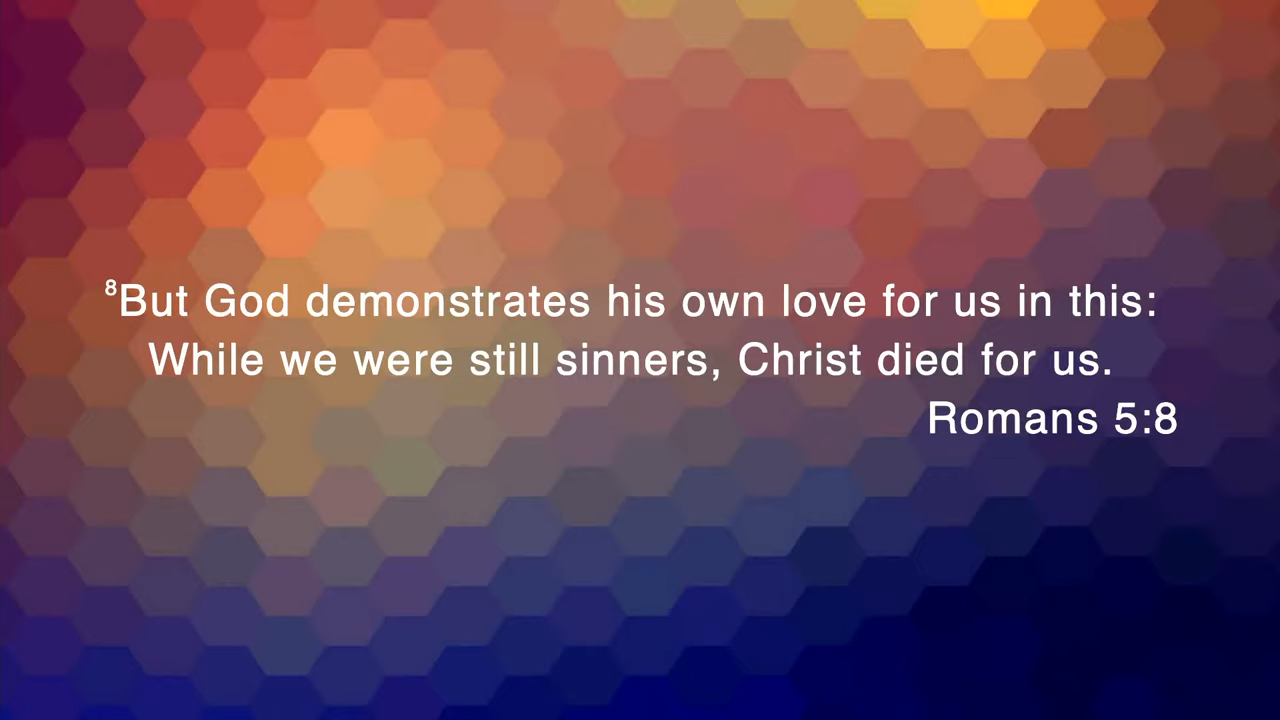 ⁸But God demonstrates his own love for us in this:
While we were still sinners, Christ died for us.
Romans 5:8